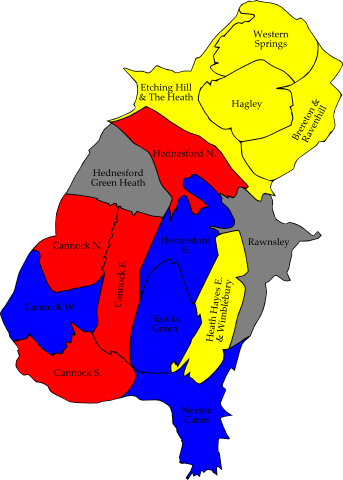 Western
Springs
Etching Hill
& The Heath
Hagley
Brereton &
Ravenhill
Hednesford N.
Hednesford
Green Heath
Cannock N.
Hednesford
S.
Rawnsley
Cannock E.
Heath Hayes E.
& Wimblebury
Cannock W.
Hawks
Green
Cannock S.
Norton
Canes